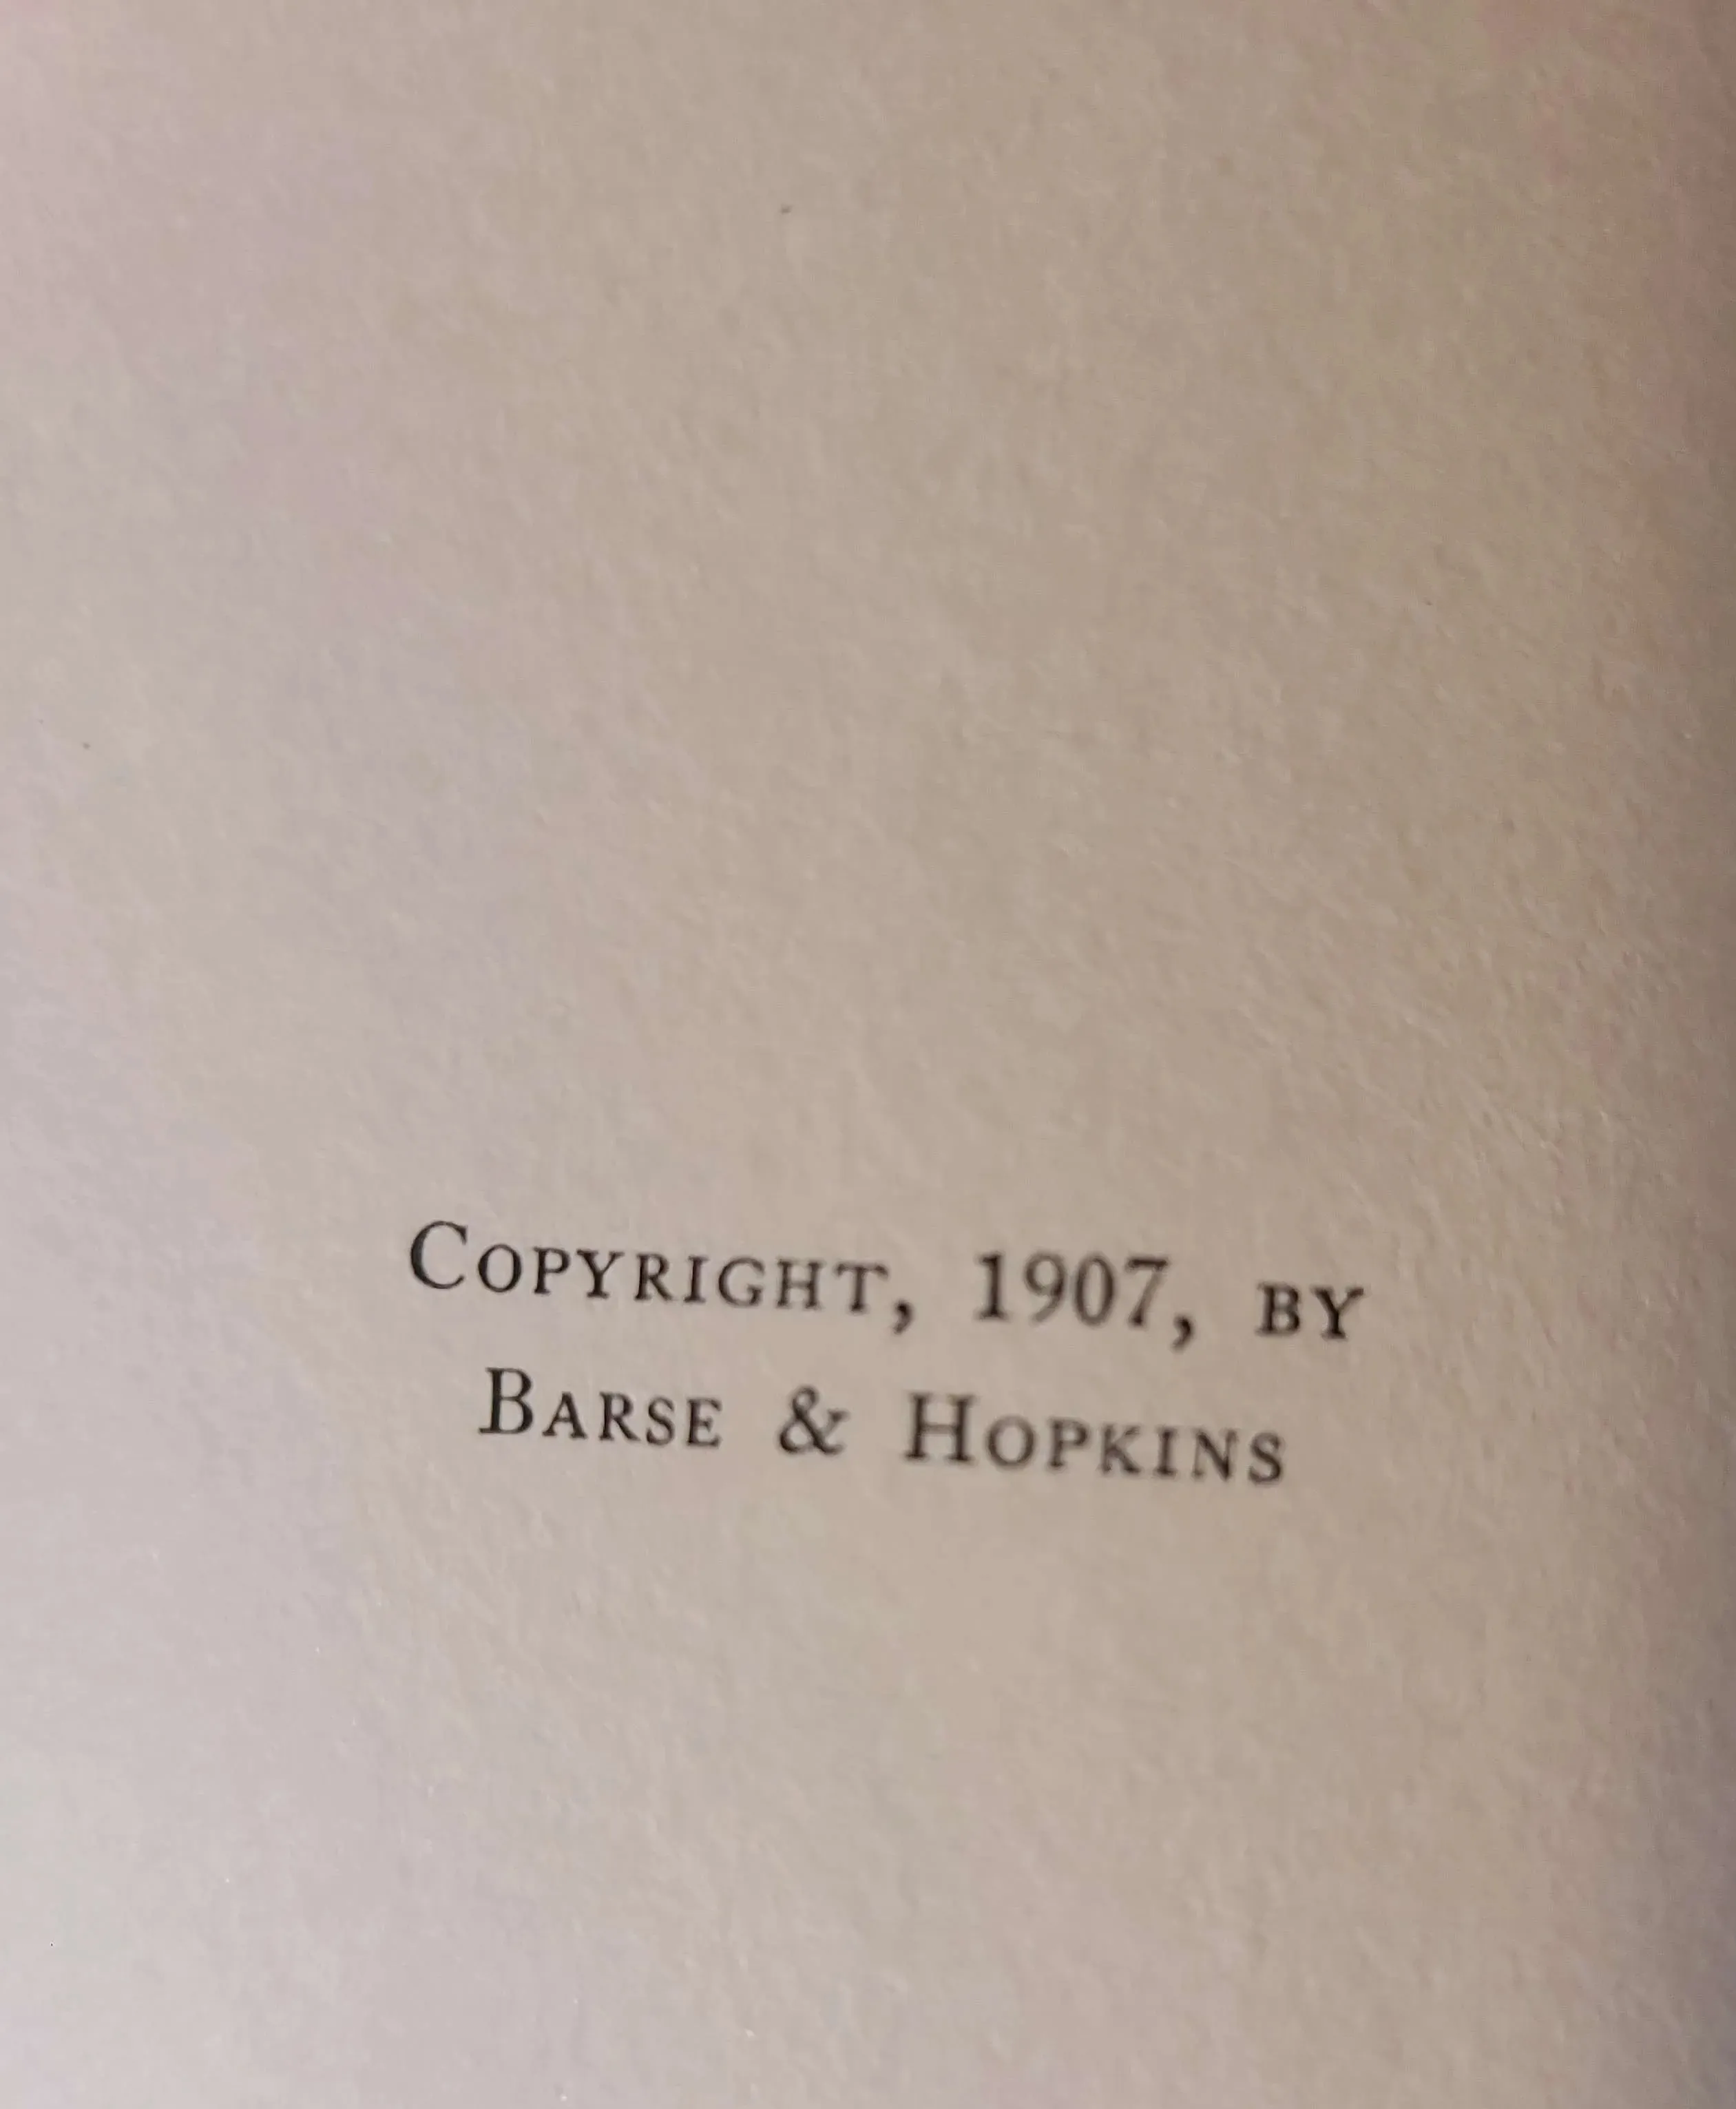 Copyright, 1907, by
Barse & Hopkins